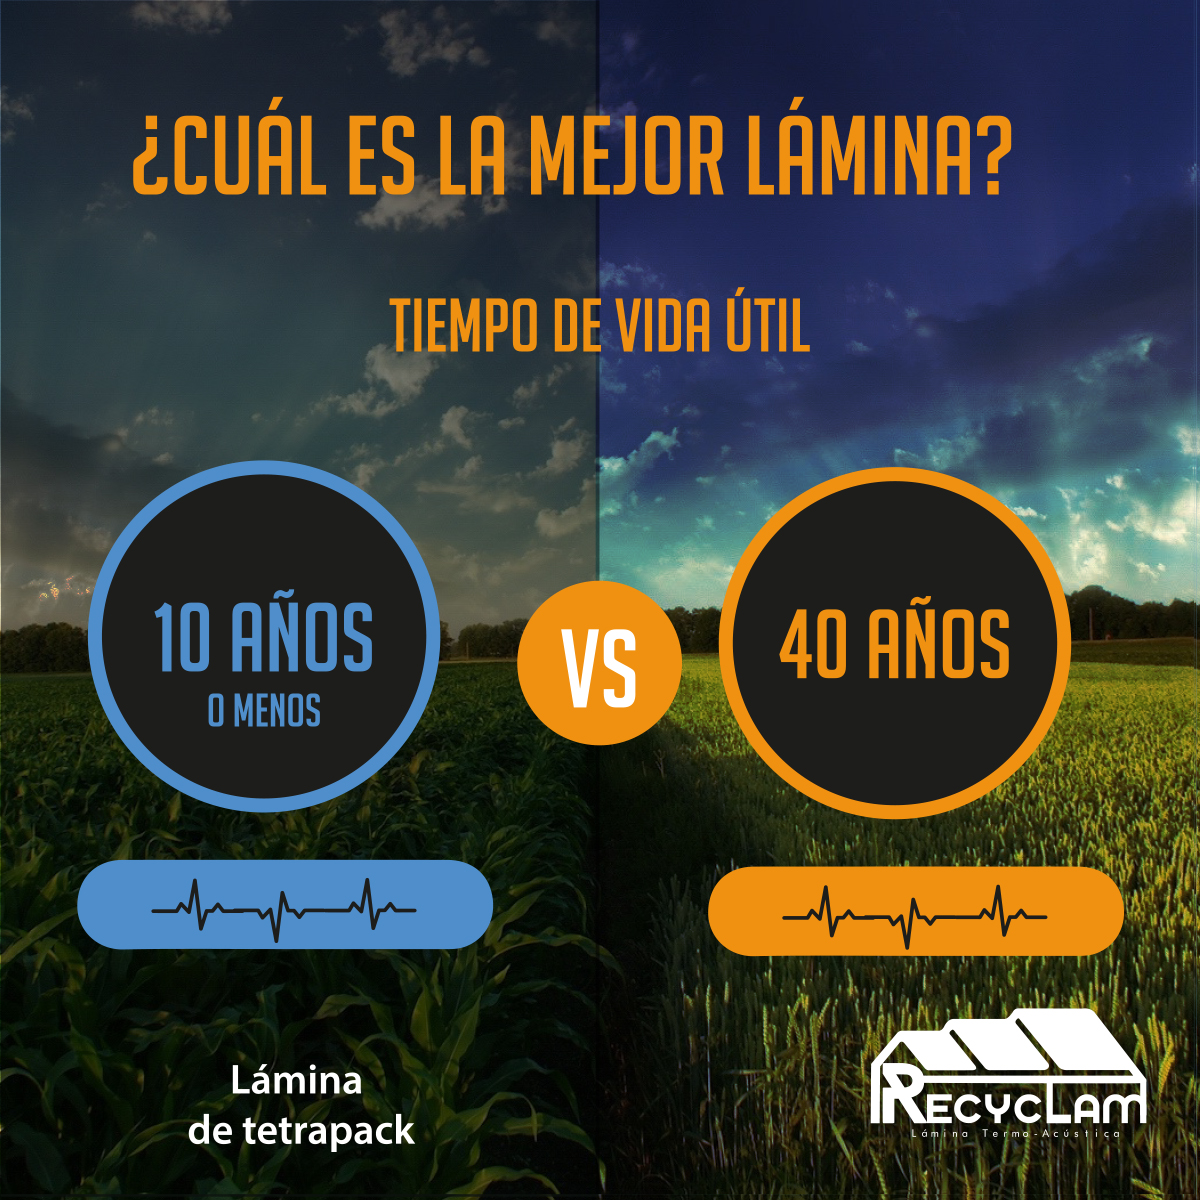 ¿CUÁL ES LA MEJOR LÁMINA?
TIEMPO DE VIDA ÚTIL
10 AÑOS
O MENOS
VS
40 AÑOS
Lámina
de tetrapack
RECYCLAM
Lámina Termo-Acústica